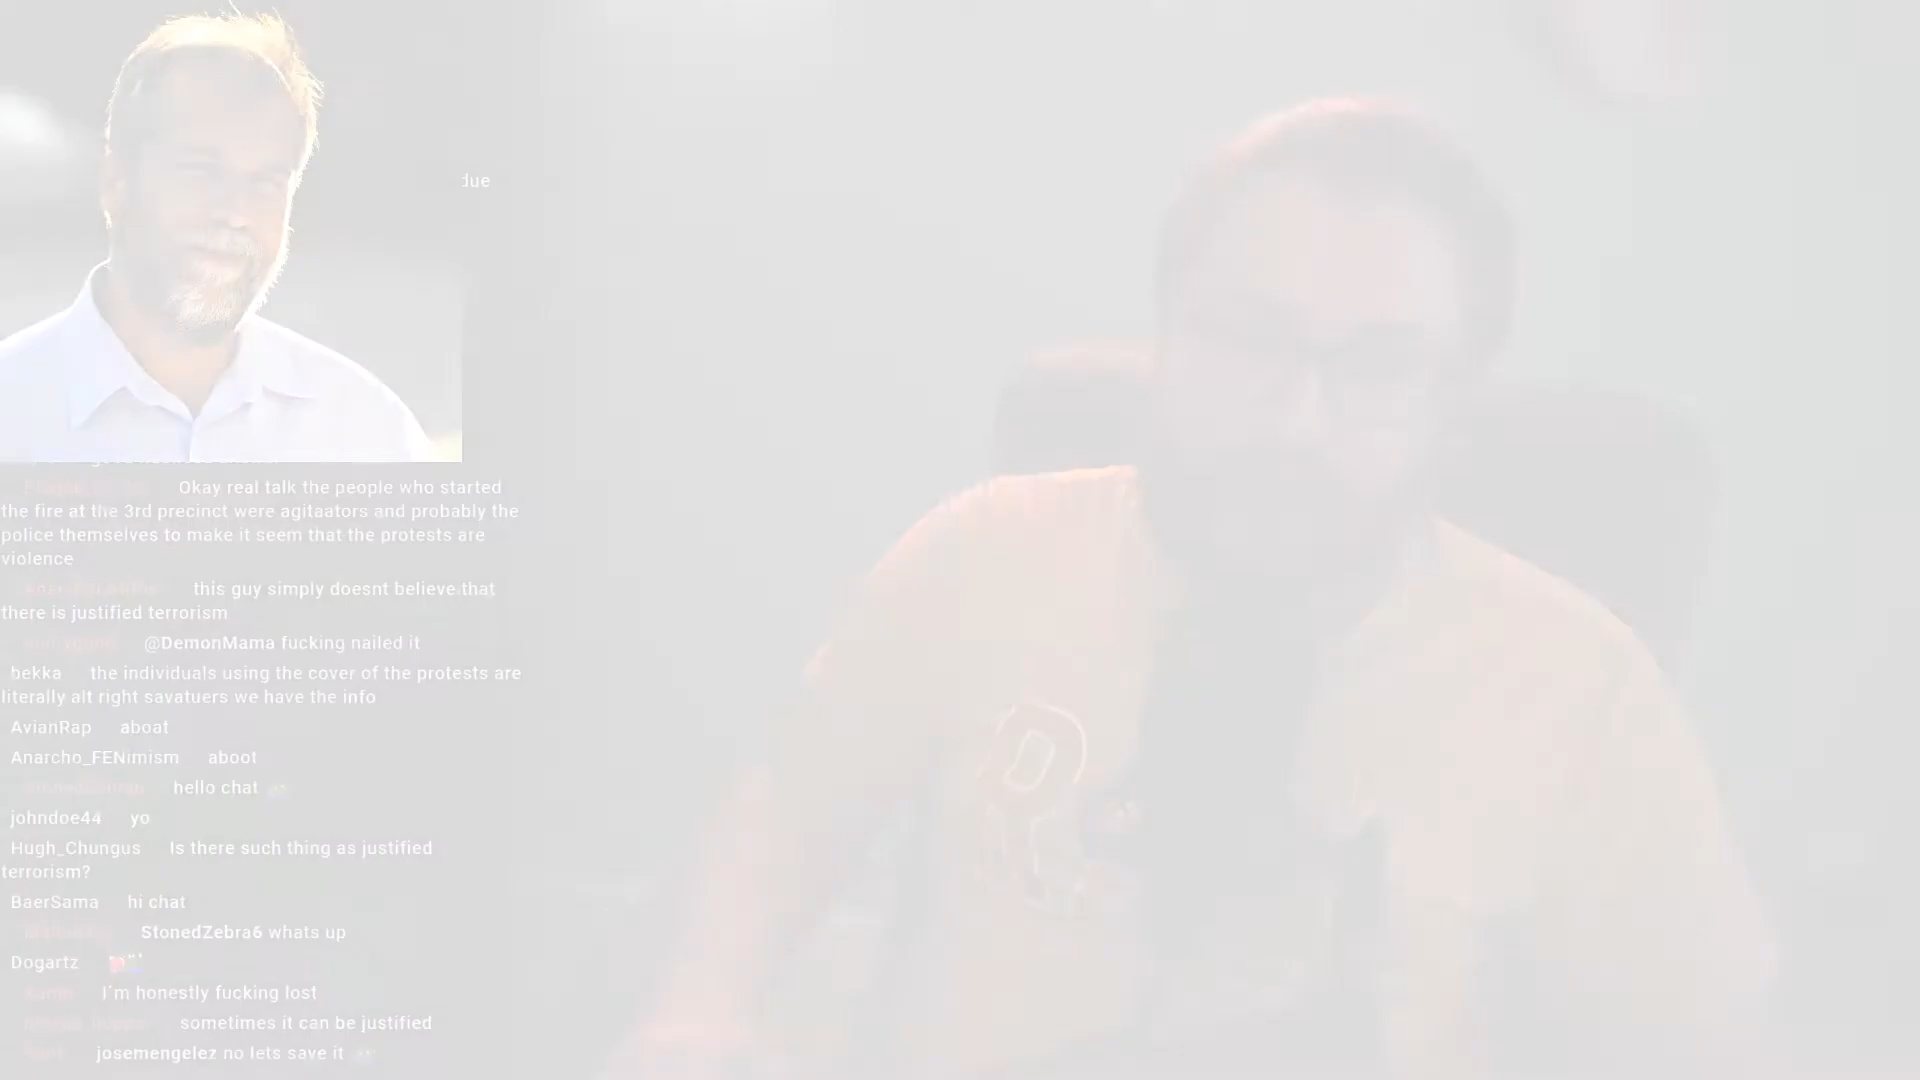 due
Okay real talk the people who started
the fire at the 3rd precinct were agitaators and probably the
police themselves to make it seem that the protests are
violence
this guy simply doesnt believe that
there is justified terrorism
@DemonMama fucking nailed it
bekka the individuals using the cover of the protests are
literally alt right savatuers we have the info
AvianRap aboat
Anarcho_FENimism aboot
hello chat
johndoe44 yo
Hugh_Chungus Is there such thing as justified
terrorism?
BaerSama hi chat
StonedZebra6 whats up
Dogartz
I'm honestly fucking lost
sometimes it can be justified
josemengelez no lets save it